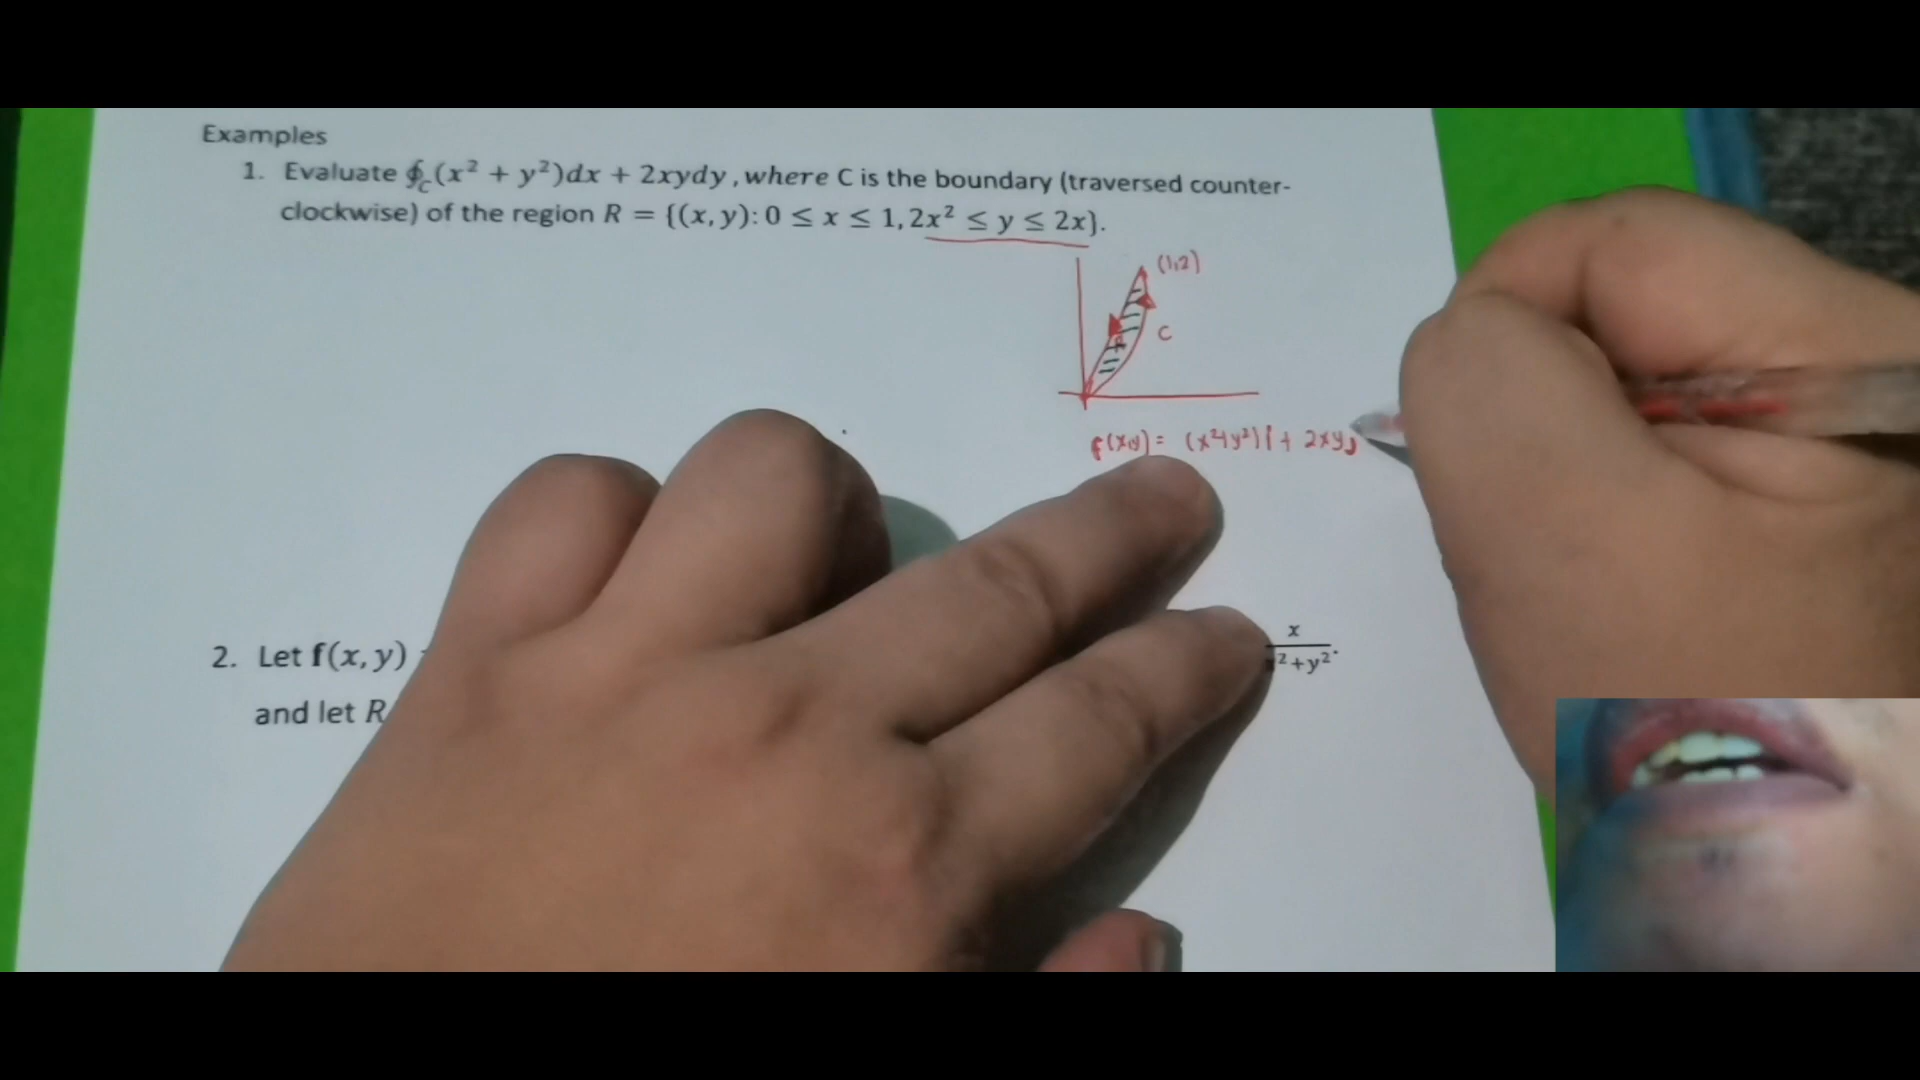 Examples
1. Evaluate ∮_C (x² + y²)dx + 2xydy, where C is the boundary (traversed counter-
clockwise) of the region R = {(x, y): 0 ≤ x ≤ 1, 2x² ≤ y ≤ 2x}.
(1,2)
C
f(x,y) = (x²+y²)i + 2xyj
2. Let f(x, y)
x
²+y².
and let R